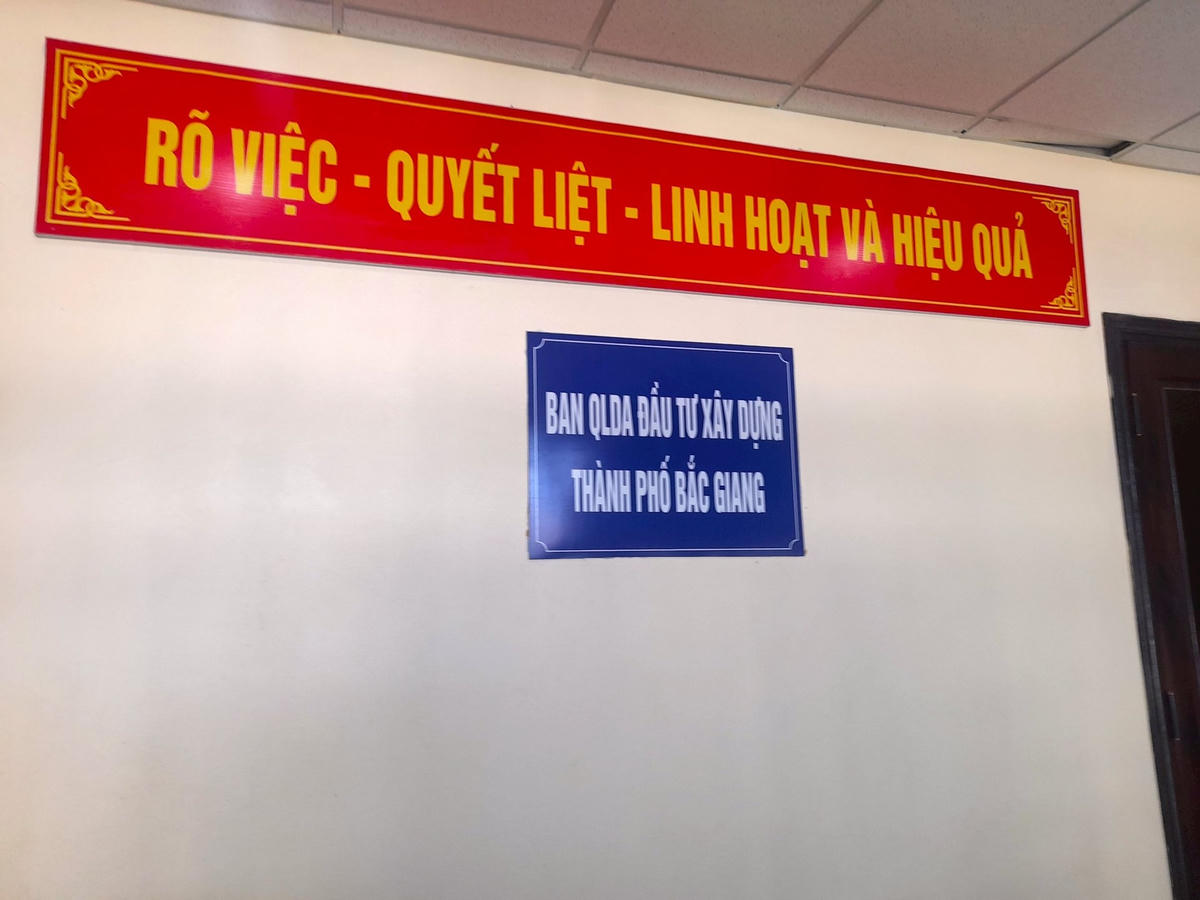 RÕ VIỆC - QUYẾT LIỆT - LINH HOẠT VÀ HIỆU QUẢ
BAN QLDA ĐẦU TƯ XÂY DỰNG
THÀNH PHỐ BẮC GIANG